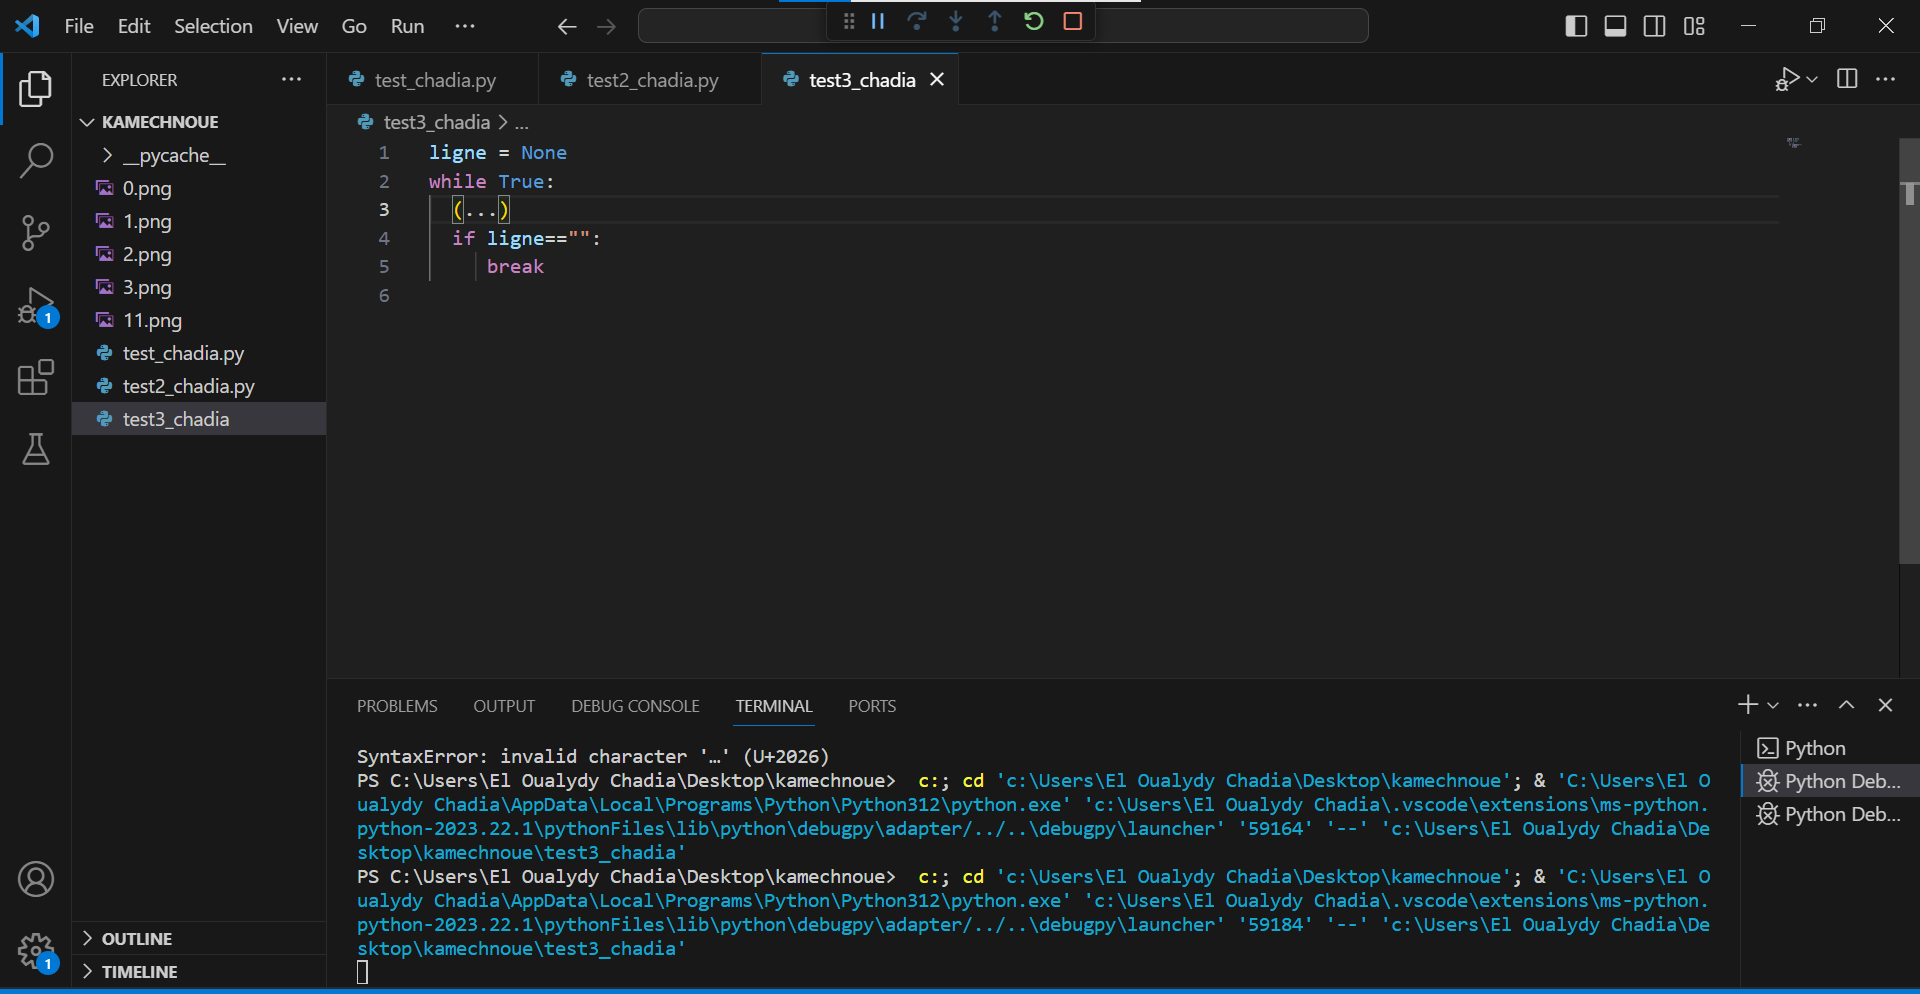 File Edit Selection View Go Run ...
EXPLORER ...
KAMECHNOUE
__pycache__
0.png
1.png
2.png
3.png
11.png
test_chadia.py
test2_chadia.py
test3_chadia
OUTLINE
TIMELINE
1
1
test_chadia.py test2_chadia.py test3_chadia
test3_chadia > ...
1 ligne = None
2 while True:
3 (...)
4 if ligne=="":
5 break
6
PROBLEMS OUTPUT DEBUG CONSOLE TERMINAL PORTS
SyntaxError: invalid character '…' (U+2026)
PS C:\Users\El Oualydy Chadia\Desktop\kamechnoue>  c:; cd 'c:\Users\El Oualydy Chadia\Desktop\kamechnoue'; & 'C:\Users\El O
ualydy Chadia\AppData\Local\Programs\Python\Python312\python.exe' 'c:\Users\El Oualydy Chadia\.vscode\extensions\ms-python.
python-2023.22.1\pythonFiles\lib\python\debugpy\adapter/../..\debugpy\launcher' '59164' '--' 'c:\Users\El Oualydy Chadia\De
sktop\kamechnoue\test3_chadia'
PS C:\Users\El Oualydy Chadia\Desktop\kamechnoue>  c:; cd 'c:\Users\El Oualydy Chadia\Desktop\kamechnoue'; & 'C:\Users\El O
ualydy Chadia\AppData\Local\Programs\Python\Python312\python.exe' 'c:\Users\El Oualydy Chadia\.vscode\extensions\ms-python.
python-2023.22.1\pythonFiles\lib\python\debugpy\adapter/../..\debugpy\launcher' '59184' '--' 'c:\Users\El Oualydy Chadia\De
sktop\kamechnoue\test3_chadia'
Python
Python Deb...
Python Deb...